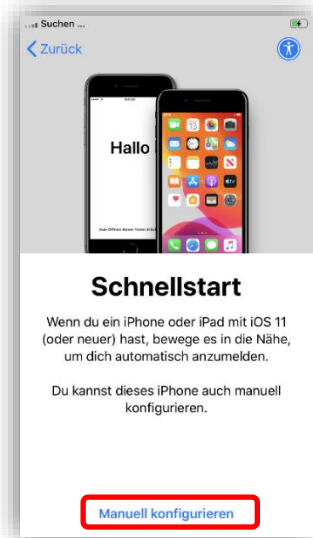 Suchen ...
Zurück
Hallo
Schnellstart
Wenn du ein iPhone oder iPad mit iOS 11
(oder neuer) hast, bewege es in die Nähe,
um dich automatisch anzumelden.
Du kannst dieses iPhone auch manuell
konfigurieren.
Manuell konfigurieren